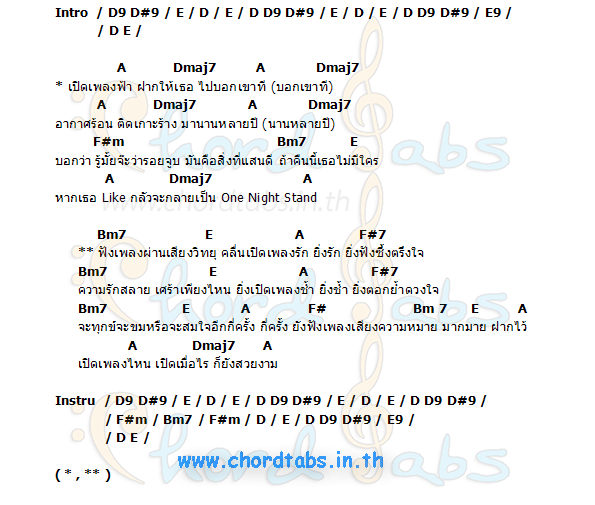 Intro / D9 D#9 / E / D / E / D D9 D#9 / E / D / E / D D9 D#9 / E9 /
/ D E /
A Dmaj7 A Dmaj7
* เปิดเพลงฟ้า ฝากให้เธอ ไปบอกเขาที (บอกเขาที)
A Dmaj7 A Dmaj7
อากาศร้อน ติดเกาะร้าง มานานหลายปี (นานหลายปี)
F#m Bm7 E
บอกว่า รู้มั้ยจ๊ะว่ารอยจูบ มันคือสิ่งที่แสนดี ถ้าคืนนี้เธอไม่มีใคร
A Dmaj7 A
หากเธอ Like กลัวจะกลายเป็น One Night Stand
www.chordtabs.in.th
Bm7 E A F#7
** ฟังเพลงผ่านเสียงวิทยุ คลื่นเปิดเพลงรัก ยิ่งรัก ยิ่งฟังซึ้งตรึงใจ
Bm7 E A F#7
ความรักสลาย เศร้าเพียงไหน ยิ่งเปิดเพลงช้ำ ยิ่งช้ำ ยิ่งตอกย้ำดวงใจ
Bm7 E A F# Bm 7 E A
จะทุกข์จะขมหรือจะสมใจอีกกี่ครั้ง กี่ครั้ง ยังฟังเพลงเสียงความหมาย มากมาย ฝากไว้
A Dmaj7 A
เปิดเพลงไหน เปิดเมื่อไร ก็ยังสวยงาม
Instru / D9 D#9 / E / D / E / D D9 D#9 / E / D / E / D D9 D#9 /
/ F#m / Bm7 / F#m / D / E / D D9 D#9 / E9 /
/ D E /
www.chordtabs.in.th
( * , ** )